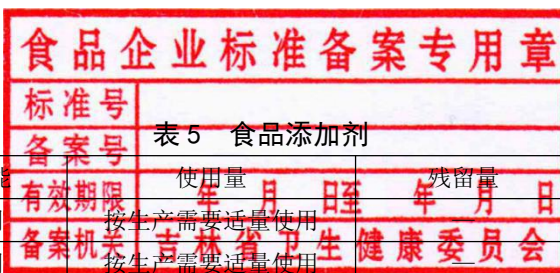 食品企业标准备案专用章
标准号
表 5 食品添加剂
备案号
能 使用量 残留量
有效期限 年 月 日至 年 月 日
按生产需要适量使用 —
备案机关 吉林省卫生健康委员会
按生产需要适量使用 —